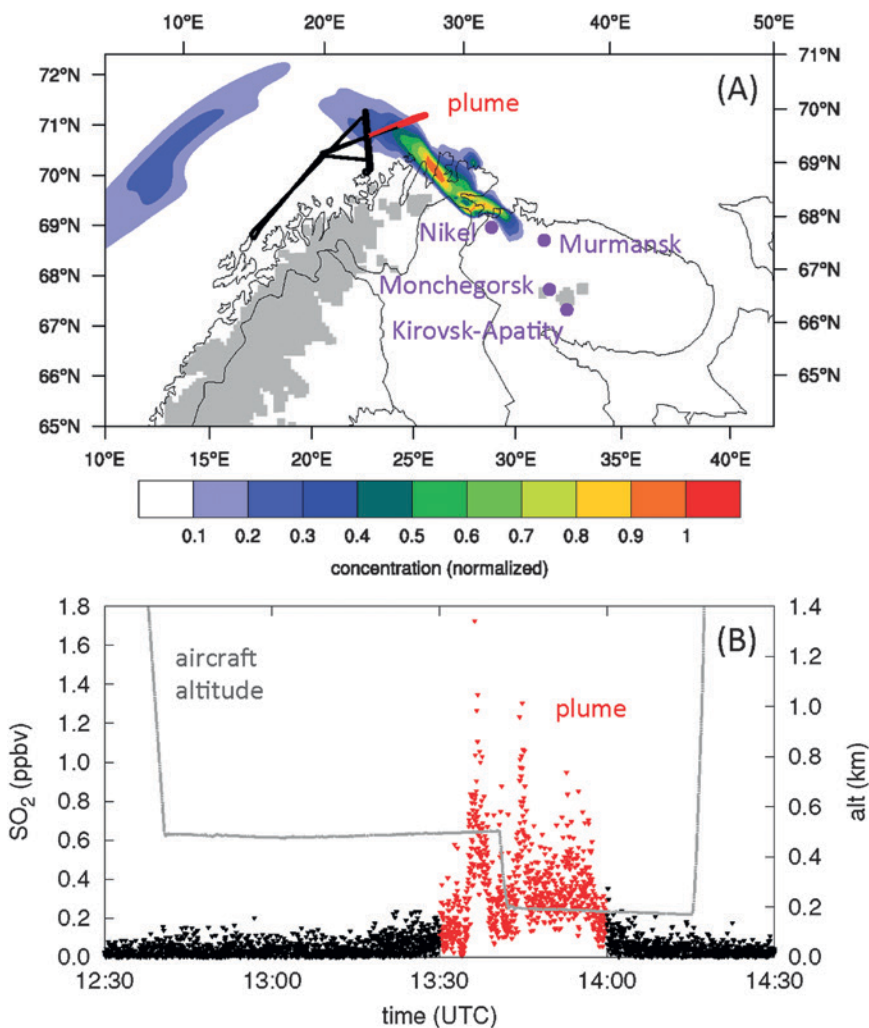 10°E 20°E 30°E 40°E 50°E
72°N 71°N
(A)
plume
71°N 70°N
70°N 69°N
69°N 68°N
Nikel Murmansk
68°N 67°N
Monchegorsk
67°N 66°N
Kirovsk-Apatity
66°N 65°N
65°N 64°N
10°E 15°E 20°E 25°E 30°E 35°E 40°E
0.1 0.2 0.3 0.4 0.5 0.6 0.7 0.8 0.9 1
concentration (normalized)
1.8 1.4
(B)
1.6
aircraft
altitude
1.2
1.4
plume
1.2 1.0
1.0 0.8
0.8 0.6
0.6
0.4 0.4
0.2 0.2
0.0 0.0
SO2 (ppbv)
alt (km)
12:30 13:00 13:30 14:00 14:30
time (UTC)